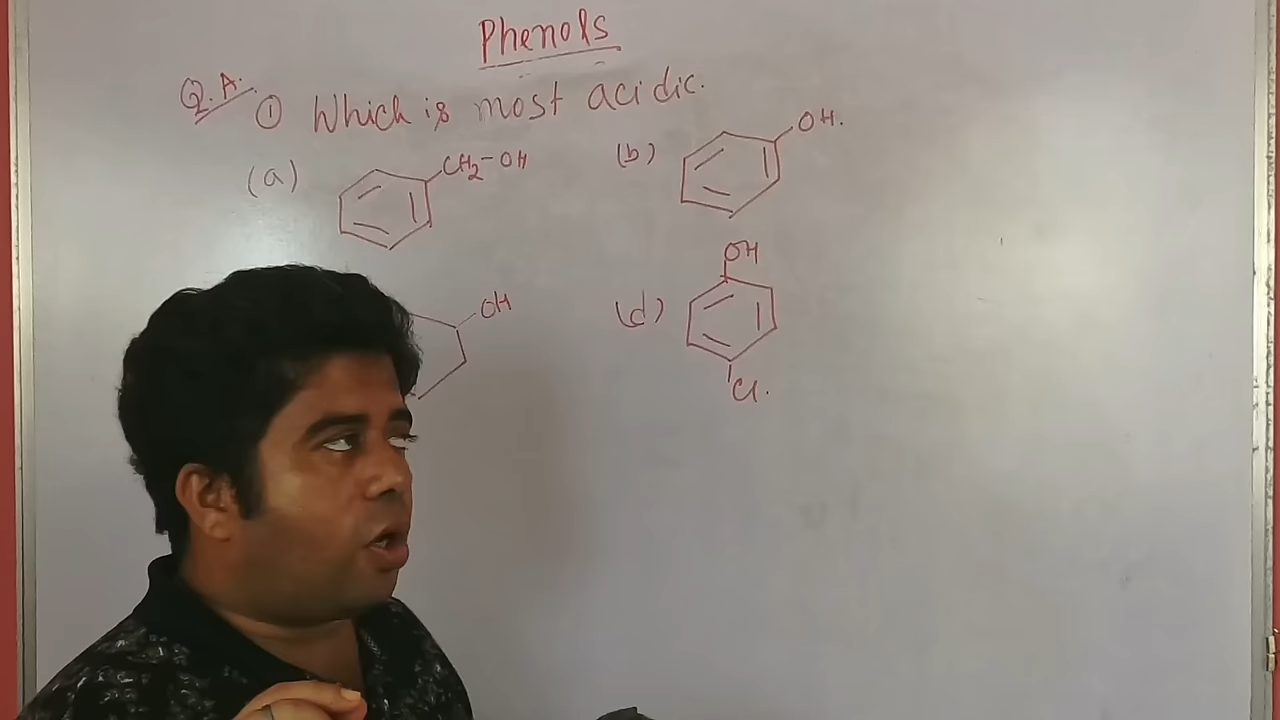 Phenols
Q.A. ① Which is most acidic.
(a) CH2-OH (b) OH.
OH (d) OH
Cl.